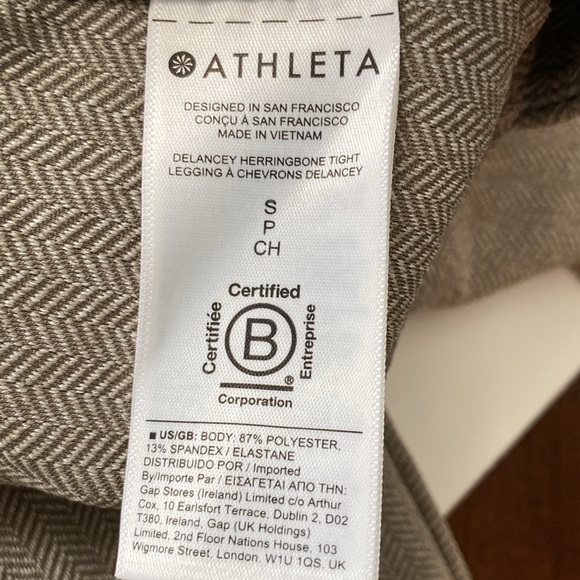 ATHLETA
DESIGNED IN SAN FRANCISCO
CONÇU À SAN FRANCISCO
MADE IN VIETNAM
DELANCEY HERRINGBONE TIGHT
LEGGING À CHEVRONS DELANCEY
S
P
CH
Certified
Certifiée
B
Entreprise
®
Corporation
■ US/GB: BODY: 87% POLYESTER,
13% SPANDEX / ELASTANE
DISTRIBUIDO POR / Imported
By/Importe Par / ΕΙΣΑΓΕΤΑΙ ΑΠΟ ΤΗΝ:
Gap Stores (Ireland) Limited c/o Arthur
Cox, 10 Earlsfort Terrace, Dublin 2, D02
T380, Ireland, Gap (UK Holdings)
Limited, 2nd Floor Nations House, 103
Wigmore Street, London, W1U 1QS, UK